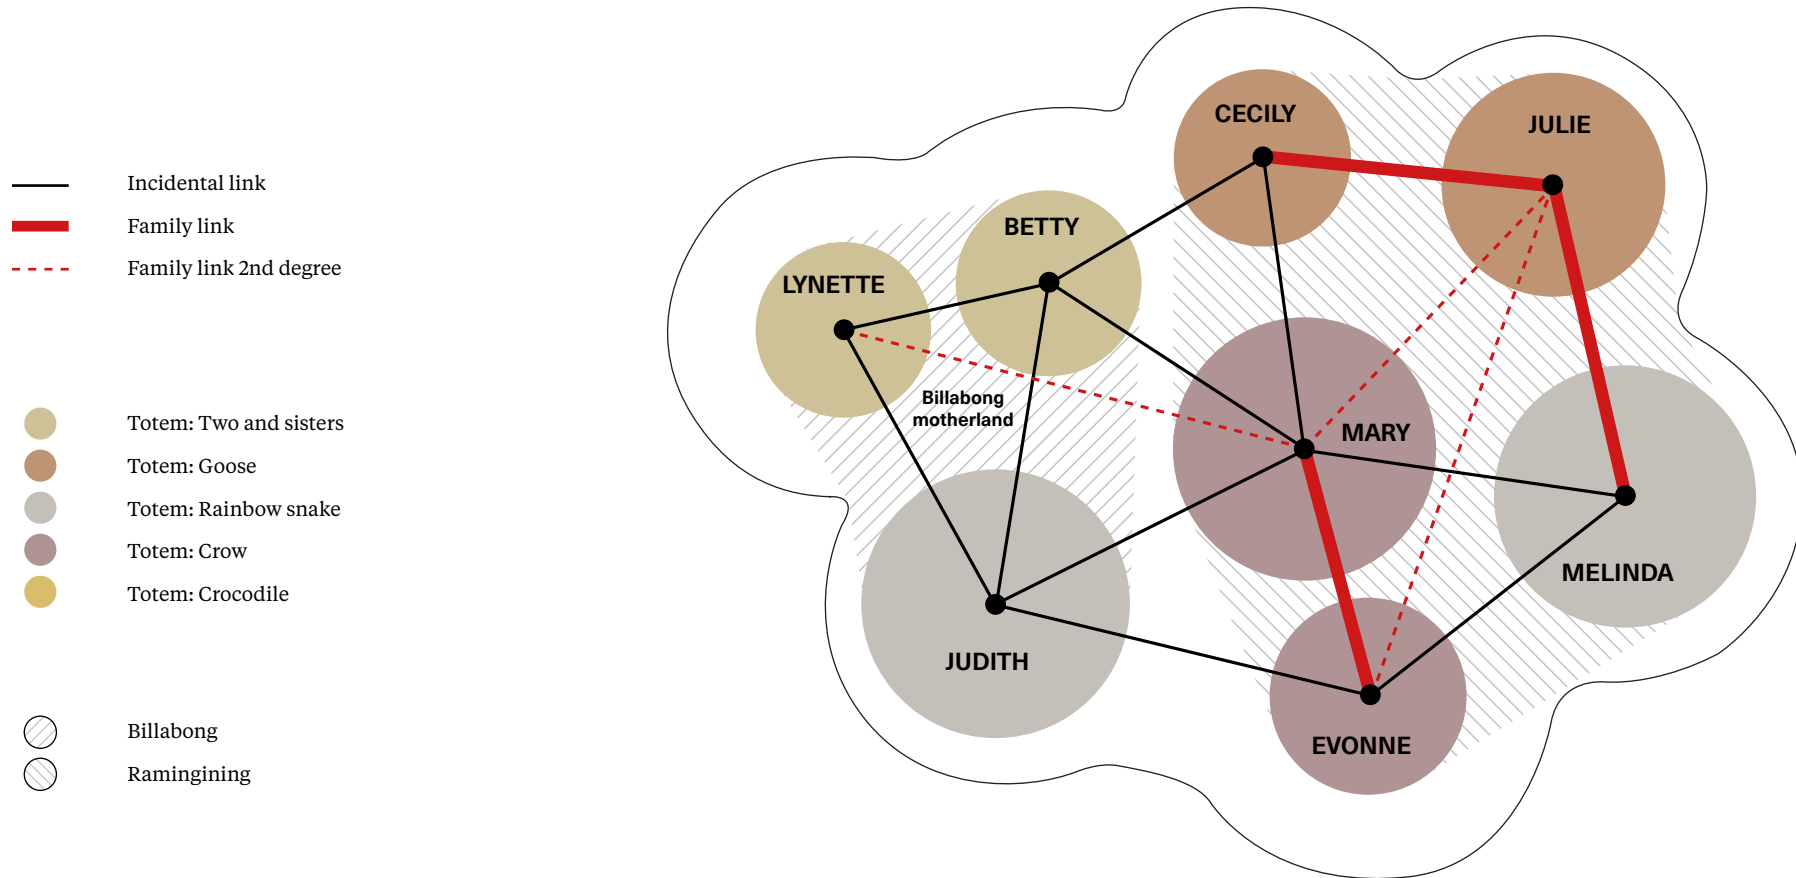 Incidental link
Family link
Family link 2nd degree
Totem: Two and sisters
Totem: Goose
Totem: Rainbow snake
Totem: Crow
Totem: Crocodile
Billabong
Ramingining
CECILY
JULIE
BETTY
LYNETTE
Billabong
motherland
MARY
MELINDA
JUDITH
EVONNE